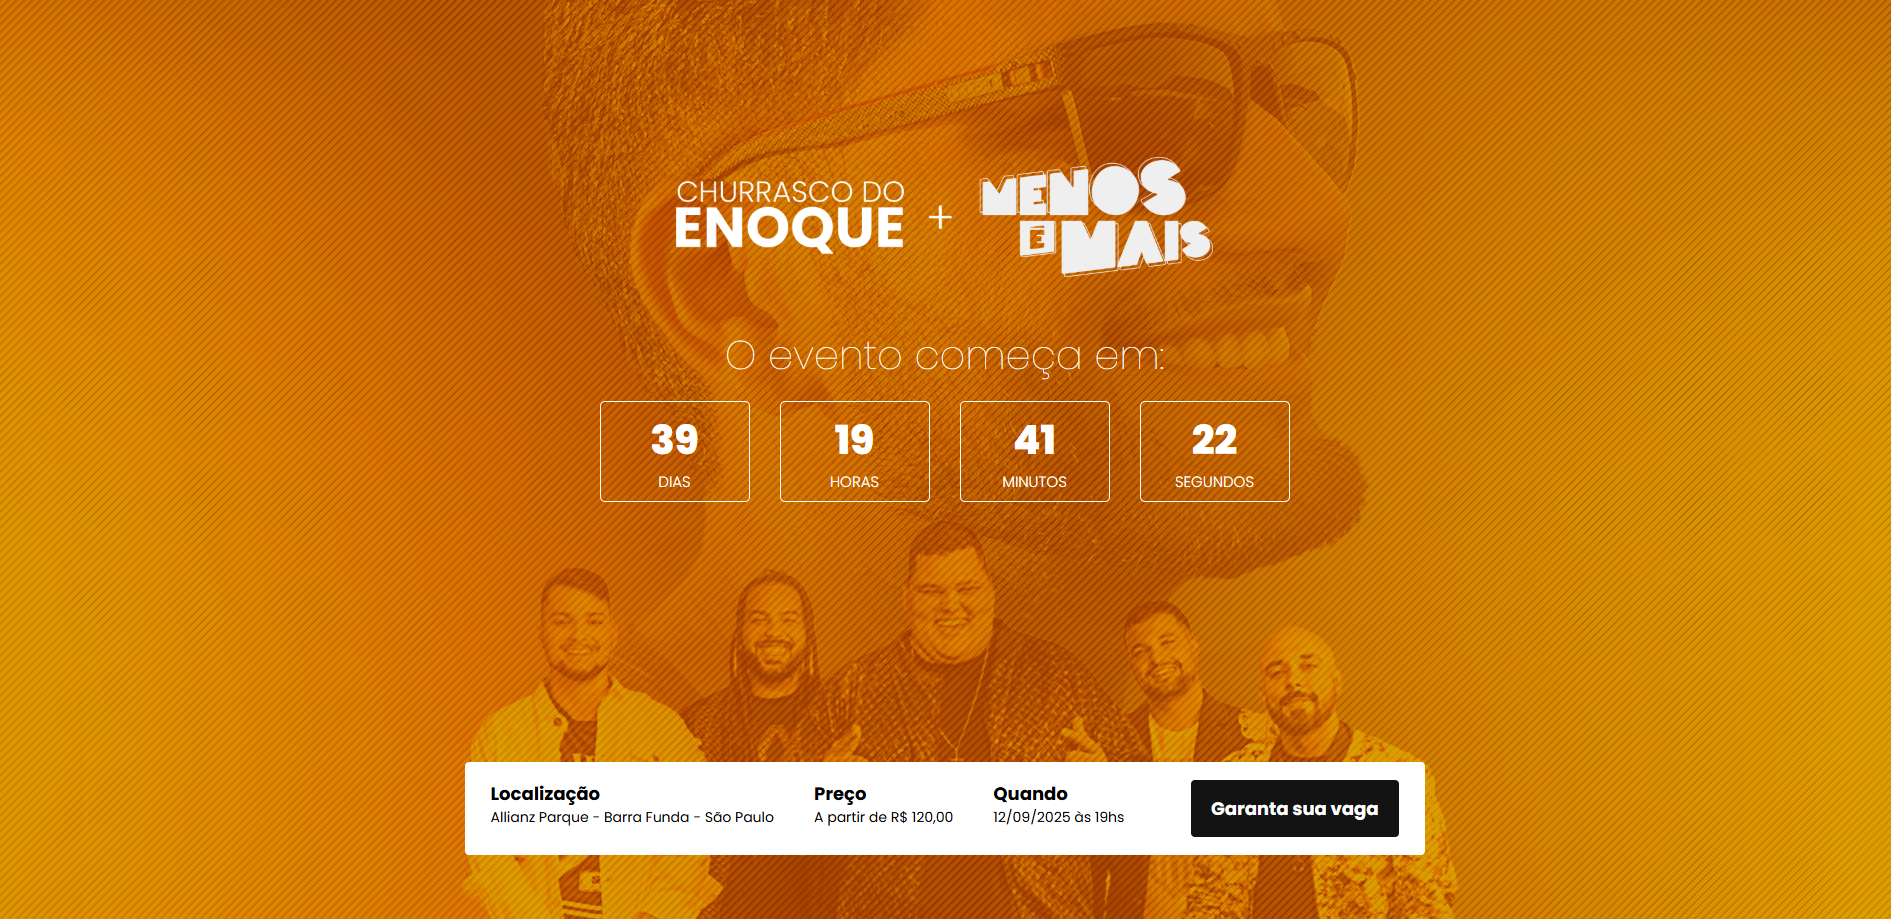 CHURRASCO DO
ENOQUE
+
MENOS
É MAIS
O evento começa em:
39
DIAS
19
HORAS
41
MINUTOS
22
SEGUNDOS
Localização
Allianz Parque - Barra Funda - São Paulo
Preço
A partir de R$ 120,00
Quando
12/09/2025 às 19hs
Garanta sua vaga